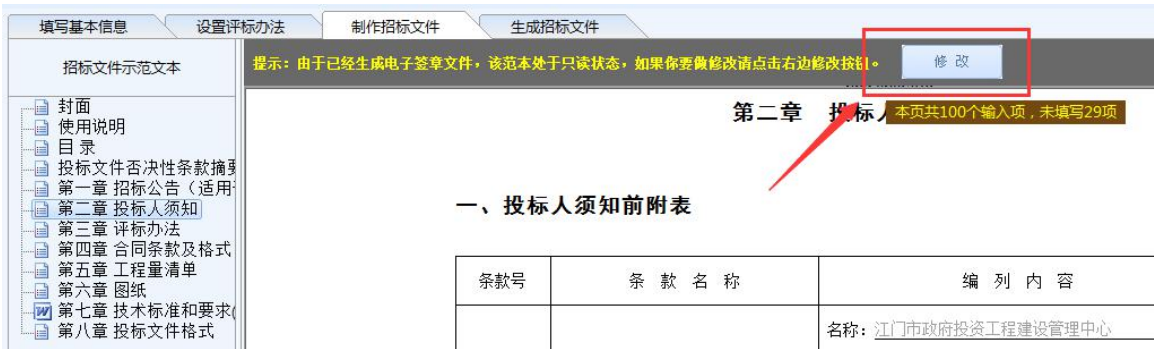 填写基本信息 设置评标办法 制作招标文件 生成招标文件
招标文件示范文本
提示：由于已经生成电子签章文件，该范本处于只读状态，如果你要做修改请点击右边修改按钮。
修 改
封面
使用说明
目录
投标文件否决性条款摘要
第一章 招标公告（适用
第二章 投标人须知
第三章 评标办法
第四章 合同条款及格式
第五章 工程量清单
第六章 图纸
第七章 技术标准和要求(
第八章 投标文件格式
第二章 投标人
本页共100个输入项，未填写29项
一、投标人须知前附表
条款号 条 款 名 称 编 列 内 容
名称：江门市政府投资工程建设管理中心